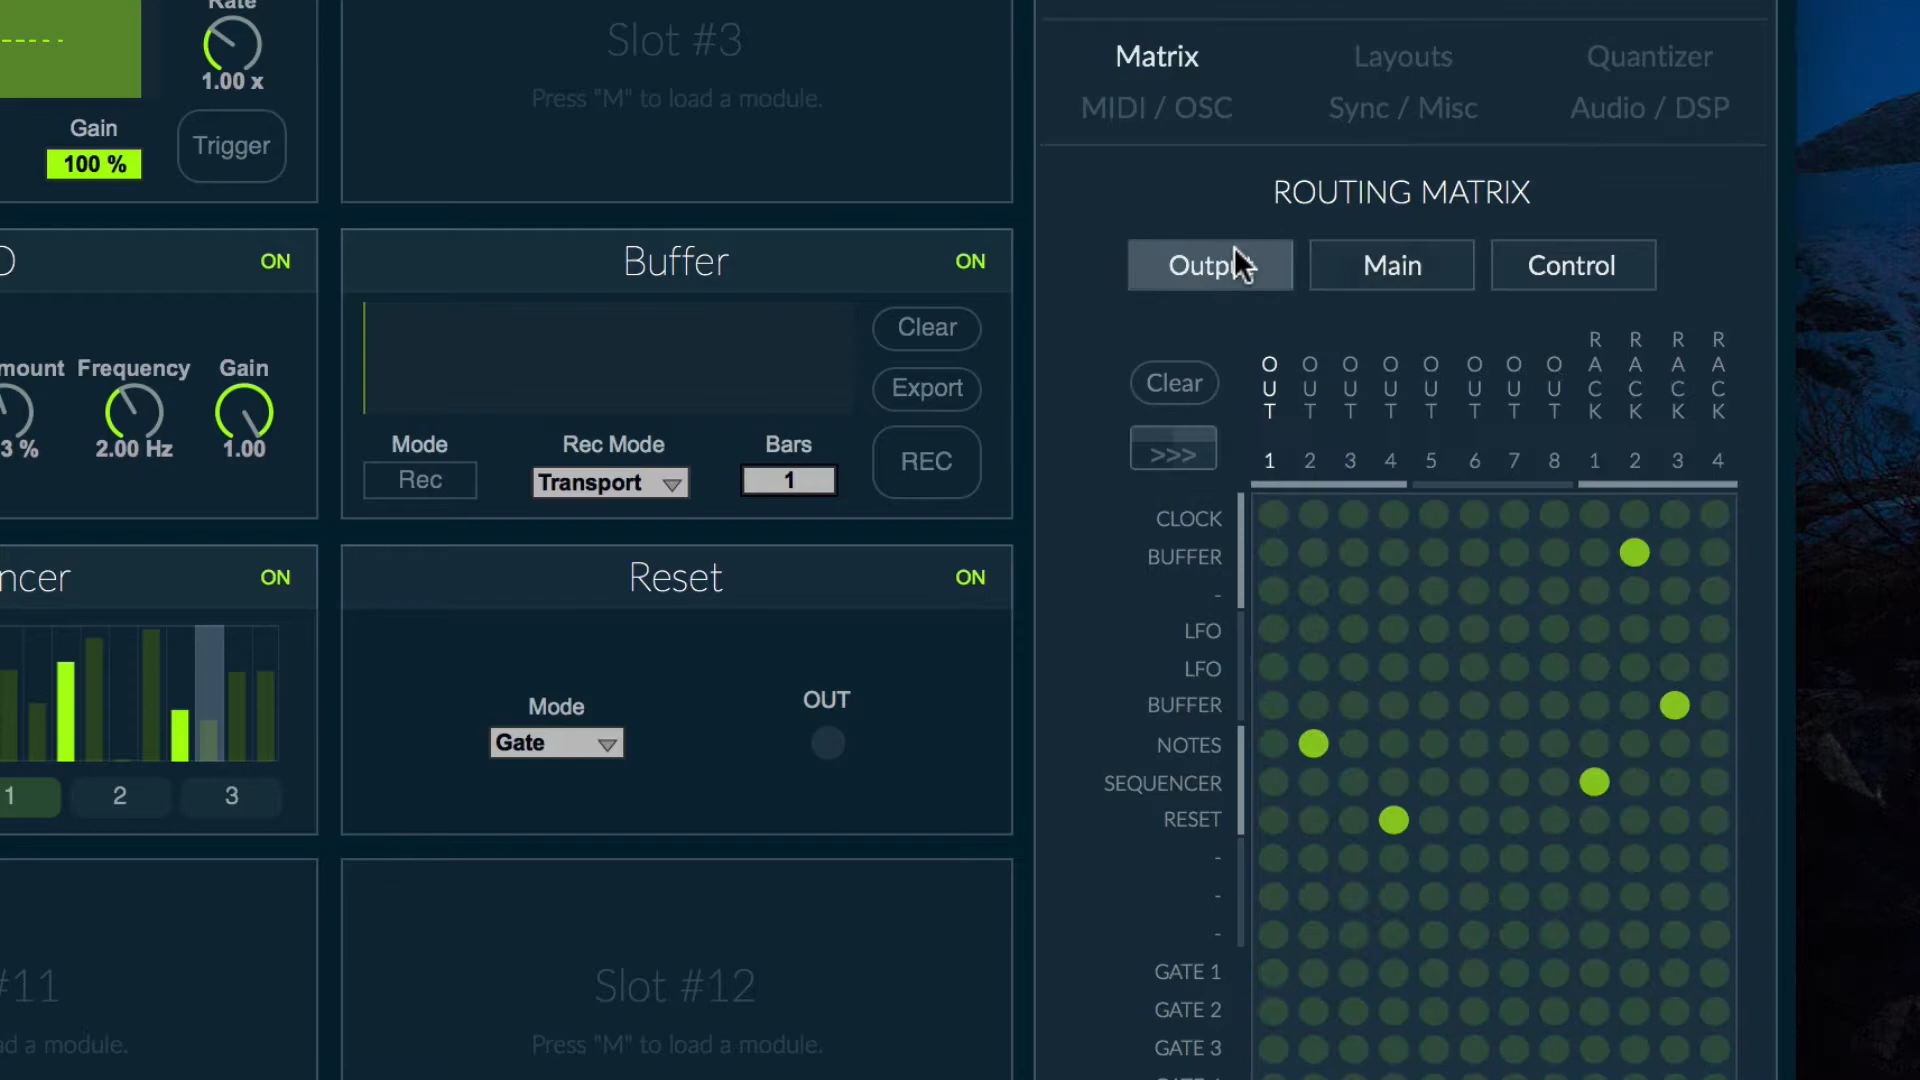 Rate
1.00 x
Gain
100 %
Trigger
Slot #3
Press "M" to load a module.
Matrix
Layouts
Quantizer
MIDI / OSC
Sync / Misc
Audio / DSP
ROUTING MATRIX
Output
Main
Control
O
ON
mount
Frequency
Gain
3 %
2.00 Hz
1.00
Buffer
ON
Clear
Export
REC
Mode
Rec
Rec Mode
Transport
Bars
1
ncer
ON
1
2
3
Reset
ON
Mode
Gate
OUT
#11
ad a module.
Slot #12
Press "M" to load a module.
Clear
>>>
OUT 1
OUT 2
OUT 3
OUT 4
OUT 5
OUT 6
OUT 7
OUT 8
RACK 1
RACK 2
RACK 3
RACK 4
CLOCK
BUFFER
-
LFO
LFO
BUFFER
NOTES
SEQUENCER
RESET
-
-
-
GATE 1
GATE 2
GATE 3